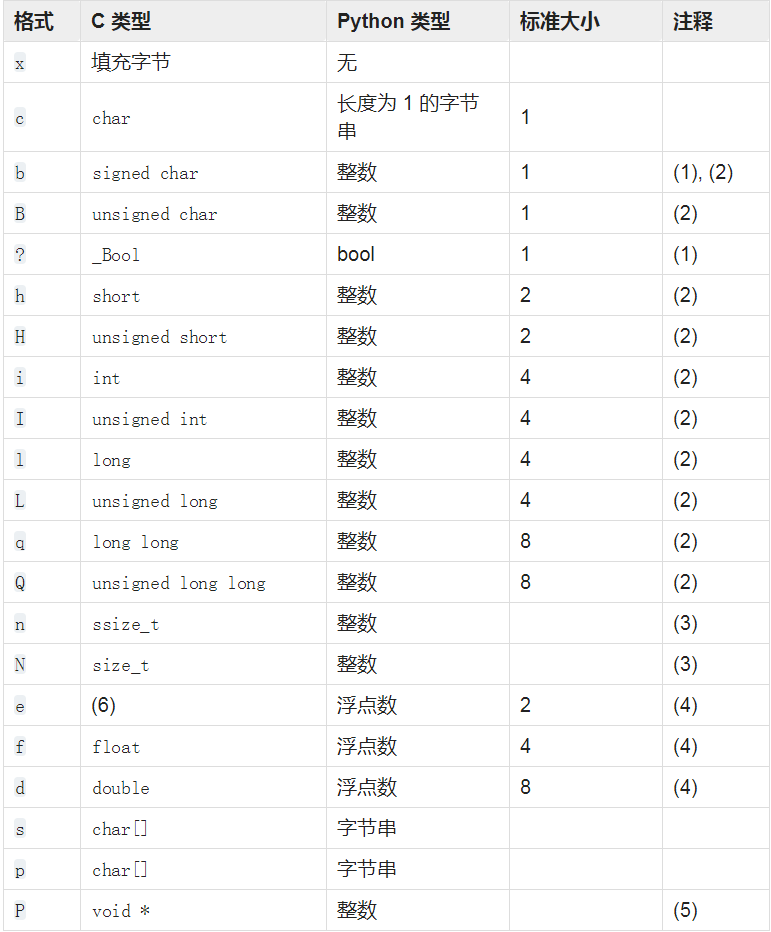 格式 C 类型 Python 类型 标准大小 注释
x 填充字节 无
c char 长度为 1 的字节串 1
b signed char 整数 1 (1), (2)
B unsigned char 整数 1 (2)
? _Bool bool 1 (1)
h short 整数 2 (2)
H unsigned short 整数 2 (2)
i int 整数 4 (2)
I unsigned int 整数 4 (2)
l long 整数 4 (2)
L unsigned long 整数 4 (2)
q long long 整数 8 (2)
Q unsigned long long 整数 8 (2)
n ssize_t 整数 (3)
N size_t 整数 (3)
e (6) 浮点数 2 (4)
f float 浮点数 4 (4)
d double 浮点数 8 (4)
s char[] 字节串
p char[] 字节串
P void * 整数 (5)